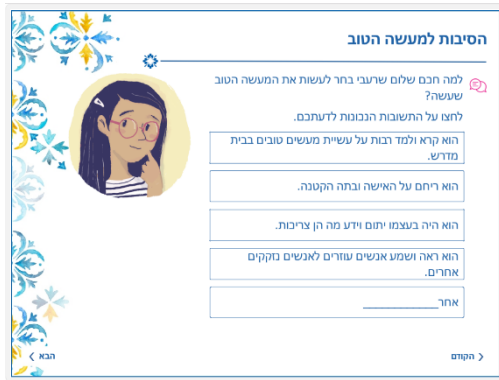 הסיבות למעשה הטוב
למה חכם שלום שרעבי בחר לעשות את המעשה הטוב
שעשה?
לחצו על התשובות הנכונות לדעתכם.
הוא קרא ולמד רבות על עשיית מעשים טובים בבית
מדרש.
הוא ריחם על האישה ובתה הקטנה.
הוא היה בעצמו יתום וידע מה הן צריכות.
הוא ראה ושמע אנשים עוזרים לאנשים נזקקים
אחרים.
אחר_____________
הקודם
הבא